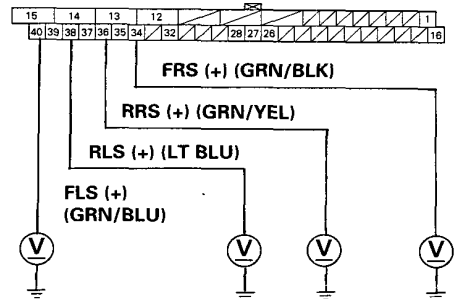 15 14 13 12 1
40 39 38 37 36 35 34 32 28 27 26 16
FRS (+) (GRN/BLK)
RRS (+) (GRN/YEL)
RLS (+) (LT BLU)
FLS (+)
(GRN/BLU)
V V V V